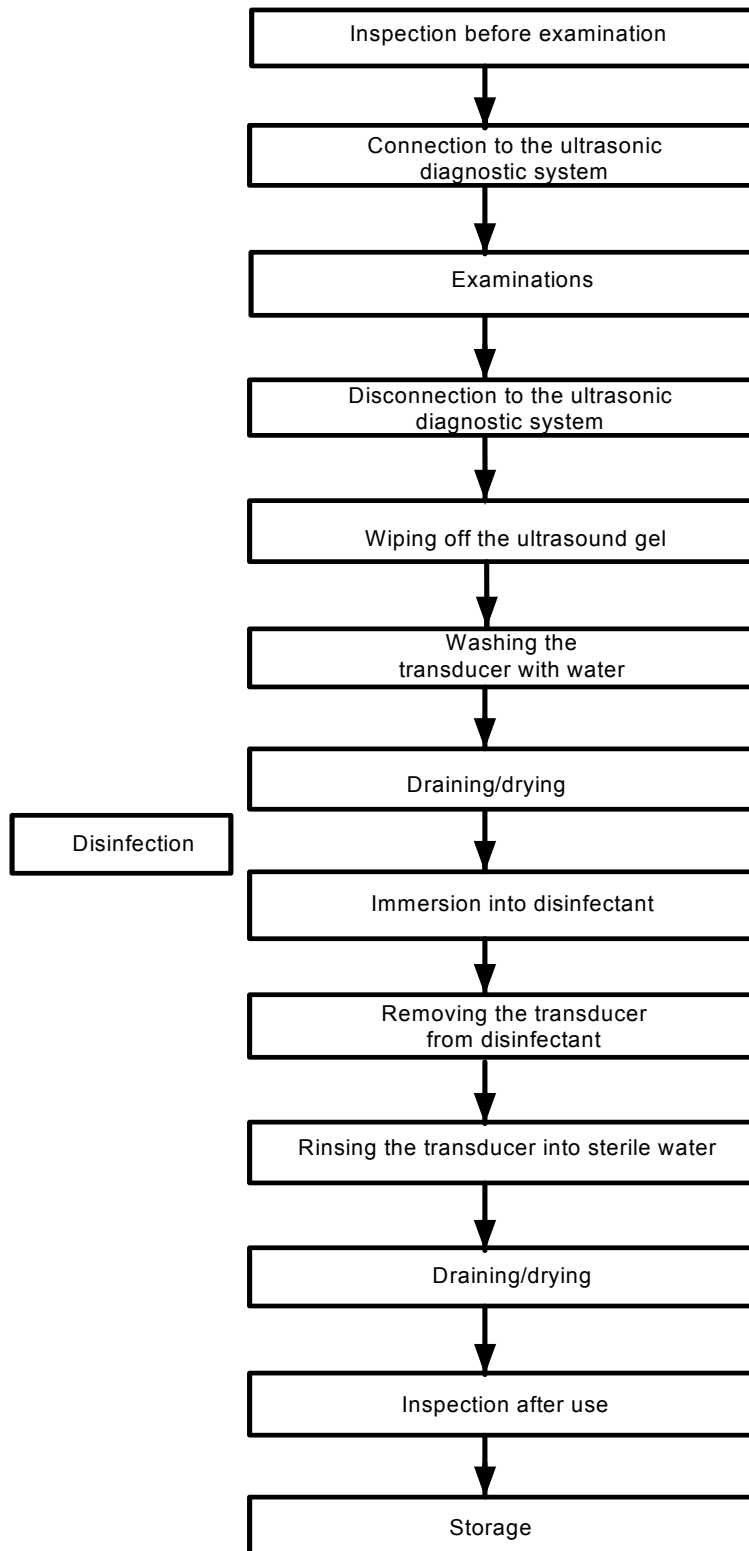 Inspection before examination
Connection to the ultrasonic
diagnostic system
Examinations
Disconnection to the ultrasonic
diagnostic system
Wiping off the ultrasound gel
Washing the
transducer with water
Draining/drying
Disinfection
Immersion into disinfectant
Removing the transducer
from disinfectant
Rinsing the transducer into sterile water
Draining/drying
Inspection after use
Storage